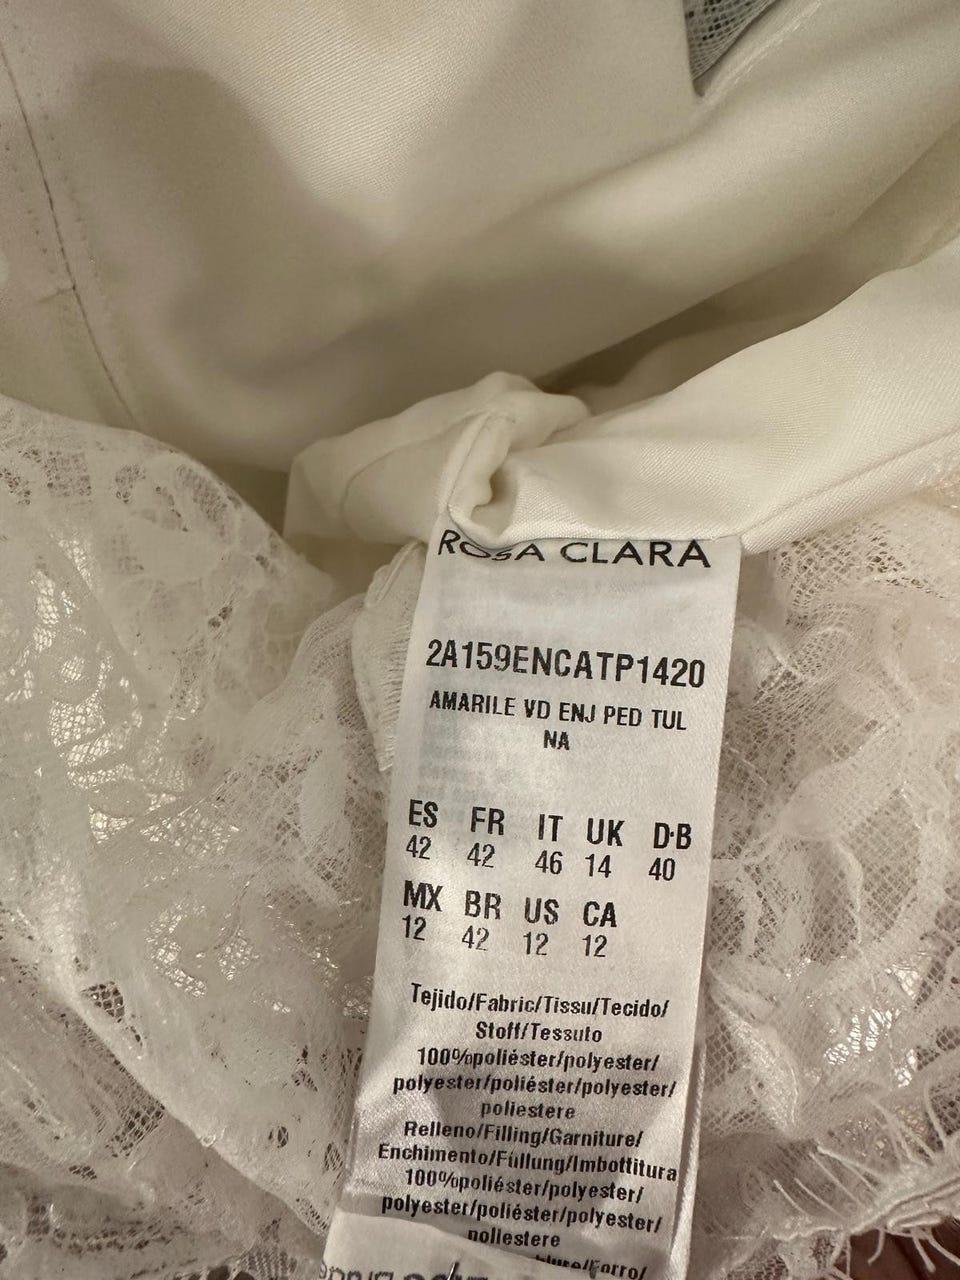 ROSA CLARA
2A159ENCATP1420
AMARILE VD ENJ PED TUL
NA
ES FR IT UK D·B
42 42 46 14 40
MX BR US CA
12 42 12 12
Tejido/Fabric/Tissu/Tecido/
Stoff/Tessuto
100%poliéster/polyester/
polyester/poliéster/polyester/
poliestere
Relleno/Filling/Garniture/
Enchimento/Füllung/Imbottitura
100%poliéster/polyester/
polyester/poliéster/polyester/
poliestere
/Forro/